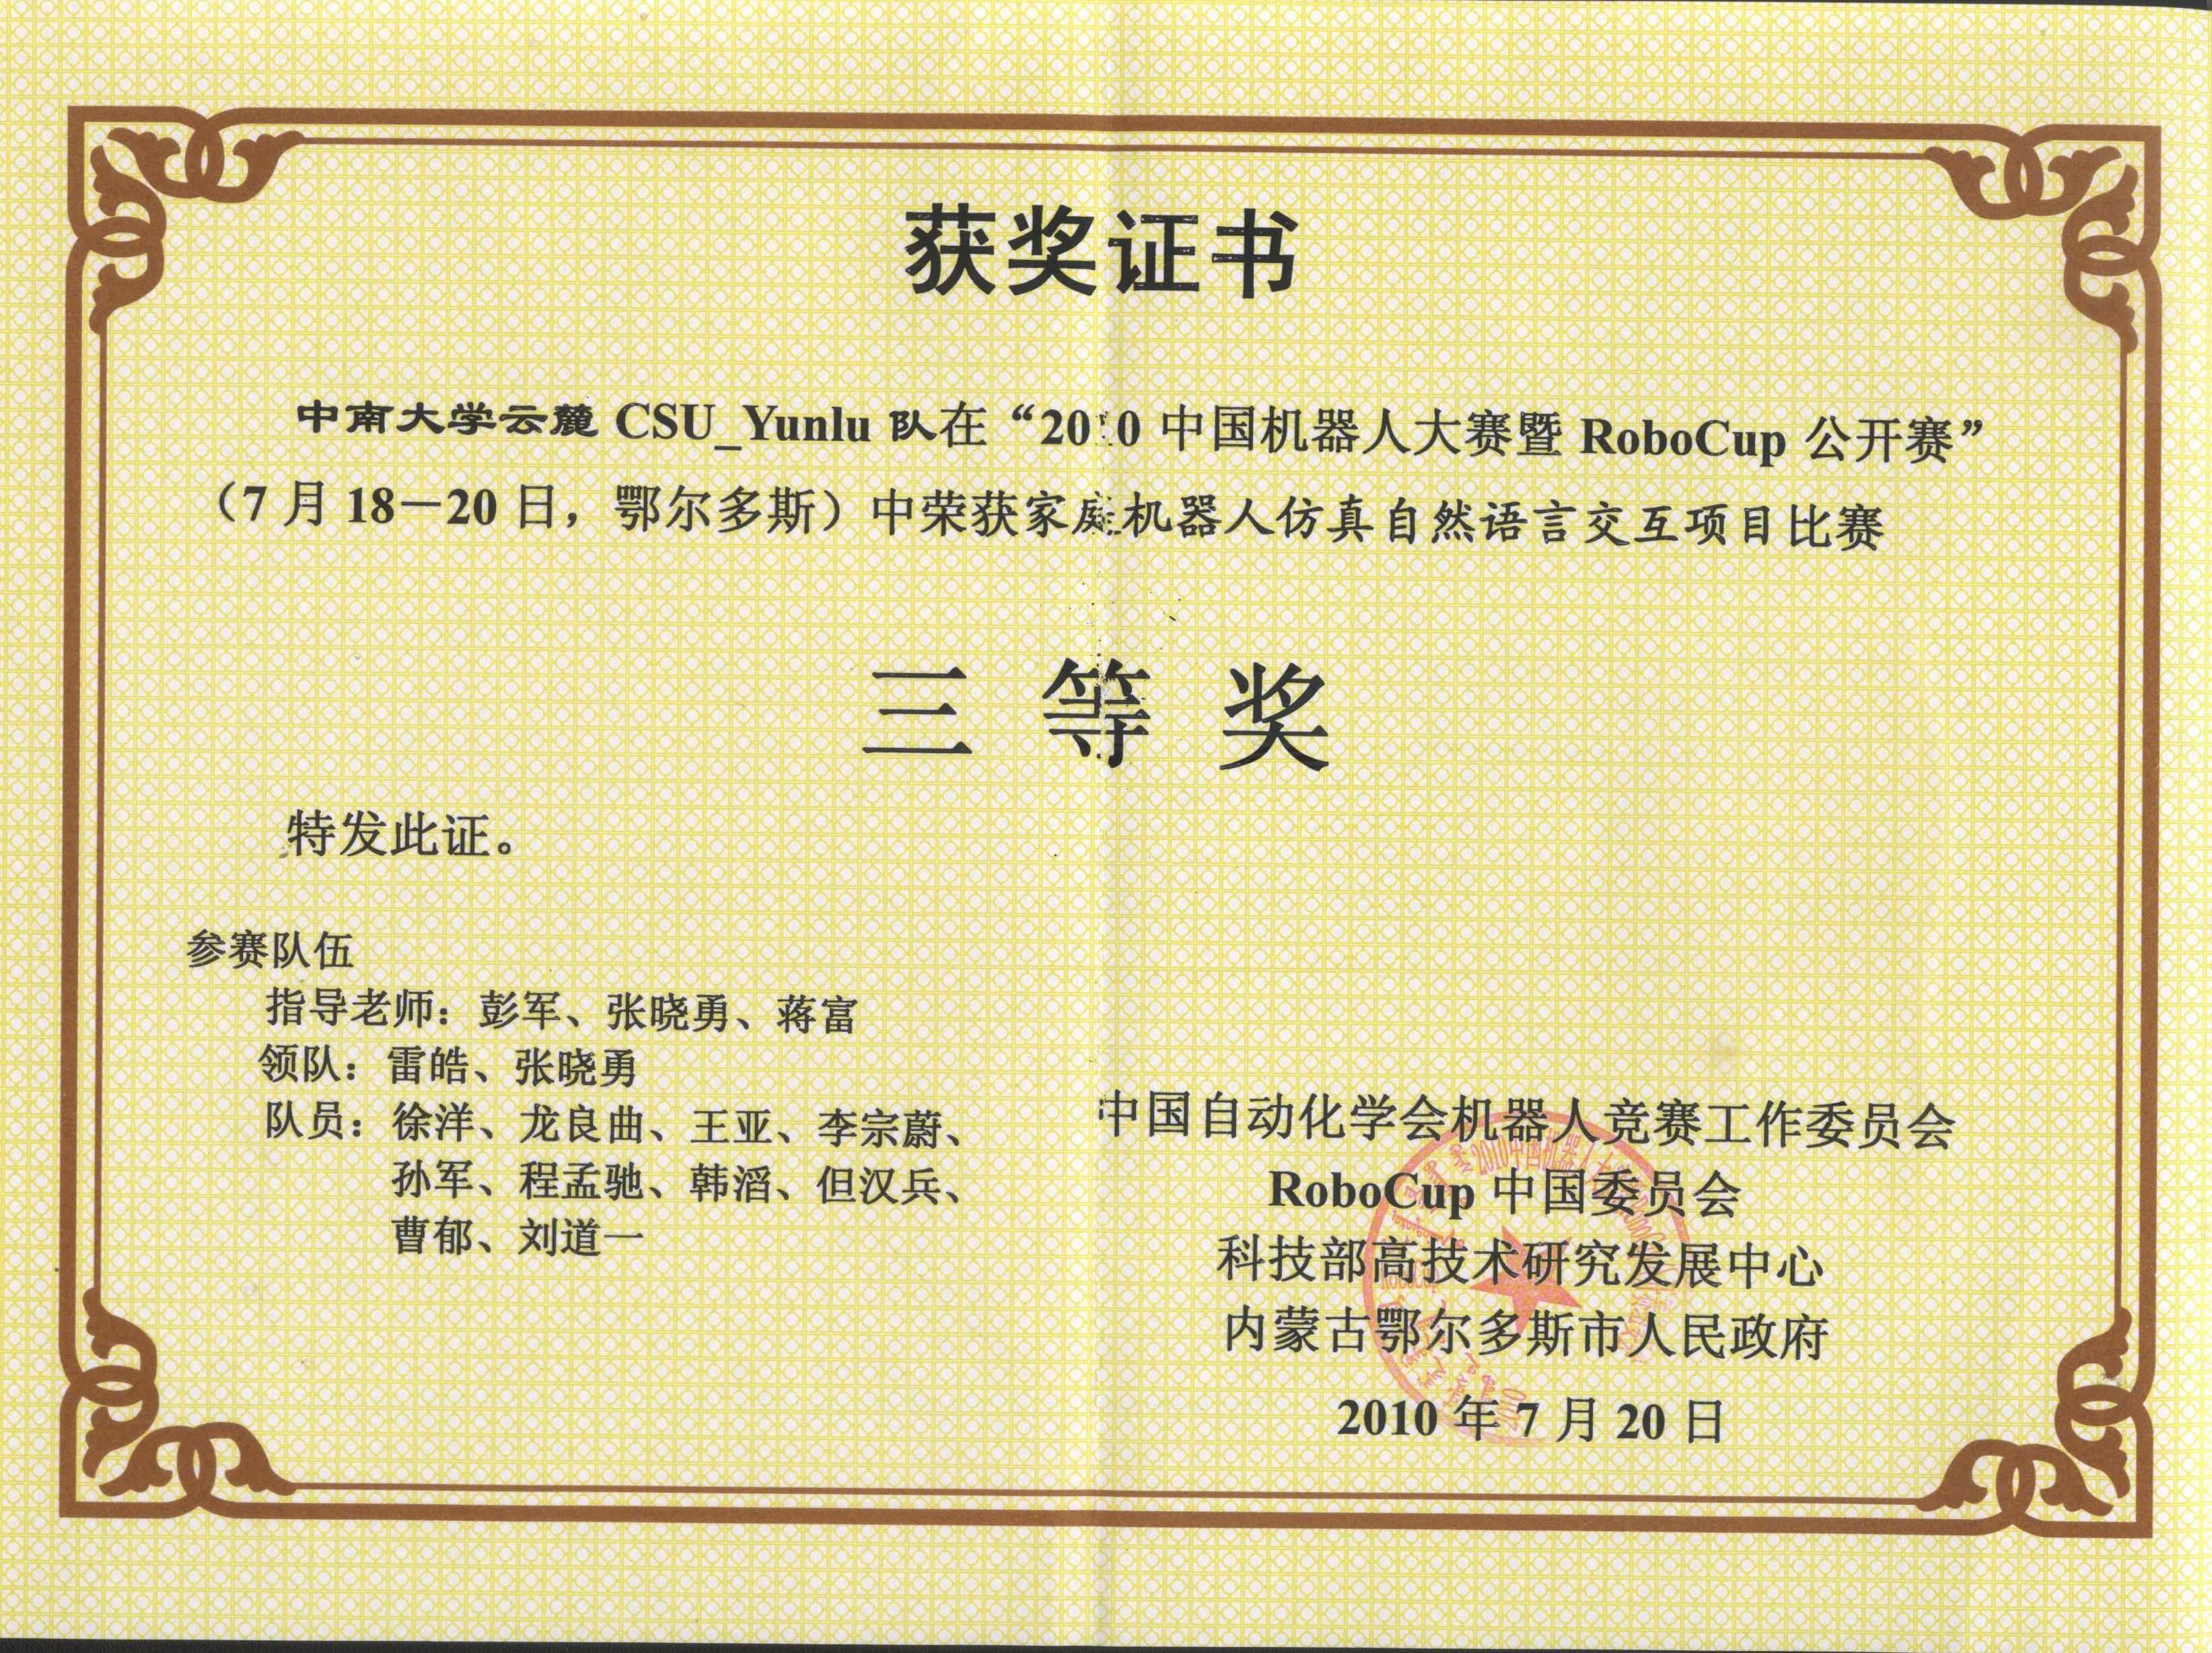 获奖证书
中南大学云麓 CSU_Yunlu 队在“2010 中国机器人大赛暨 RoboCup 公开赛”
（7 月 18－20 日，鄂尔多斯）中荣获家庭机器人仿真自然语言交互项目比赛
三 等 奖
特发此证。
参赛队伍
指导老师：彭军、张晓勇、蒋富
领队：雷皓、张晓勇
队员：徐洋、龙良曲、王亚、李宗蔚、
孙军、程孟驰、韩滔、但汉兵、
曹郁、刘道一
中国自动化学会机器人竞赛工作委员会
RoboCup 中国委员会
科技部高技术研究发展中心
内蒙古鄂尔多斯市人民政府
2010 年 7 月 20 日